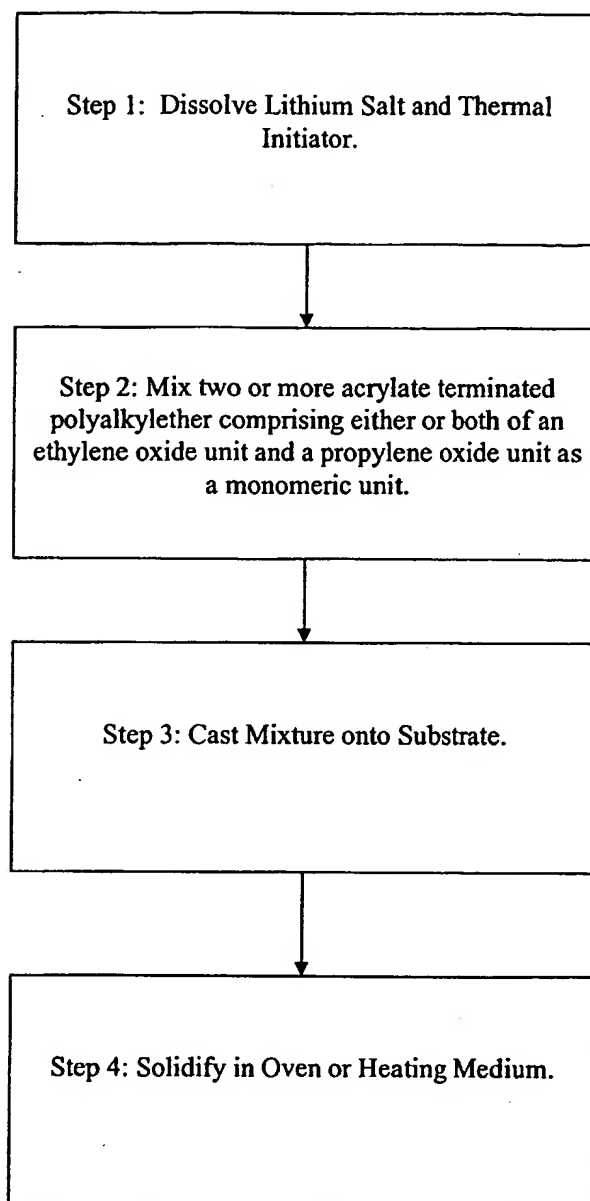 Step 1: Dissolve Lithium Salt and Thermal
Initiator.
Step 2: Mix two or more acrylate terminated
polyalkylether comprising either or both of an
ethylene oxide unit and a propylene oxide unit as
a monomeric unit.
Step 3: Cast Mixture onto Substrate.
Step 4: Solidify in Oven or Heating Medium.